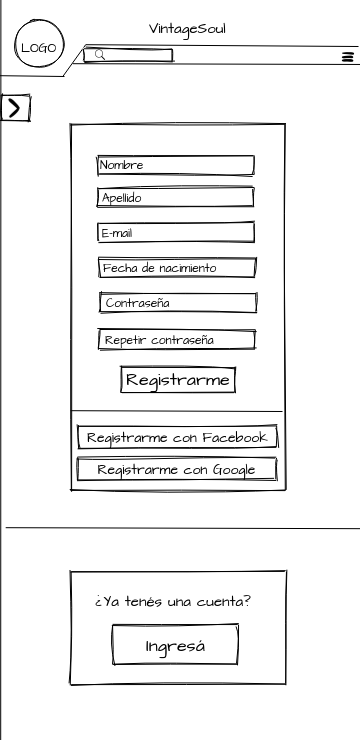 VintageSoul
LOGO
Nombre
Apellido
E-mail
Fecha de nacimiento
Contraseña
Repetir contraseña
Registrarme
Registrarme con Facebook
Registrarme con Google
¿Ya tenés una cuenta?
Ingresá